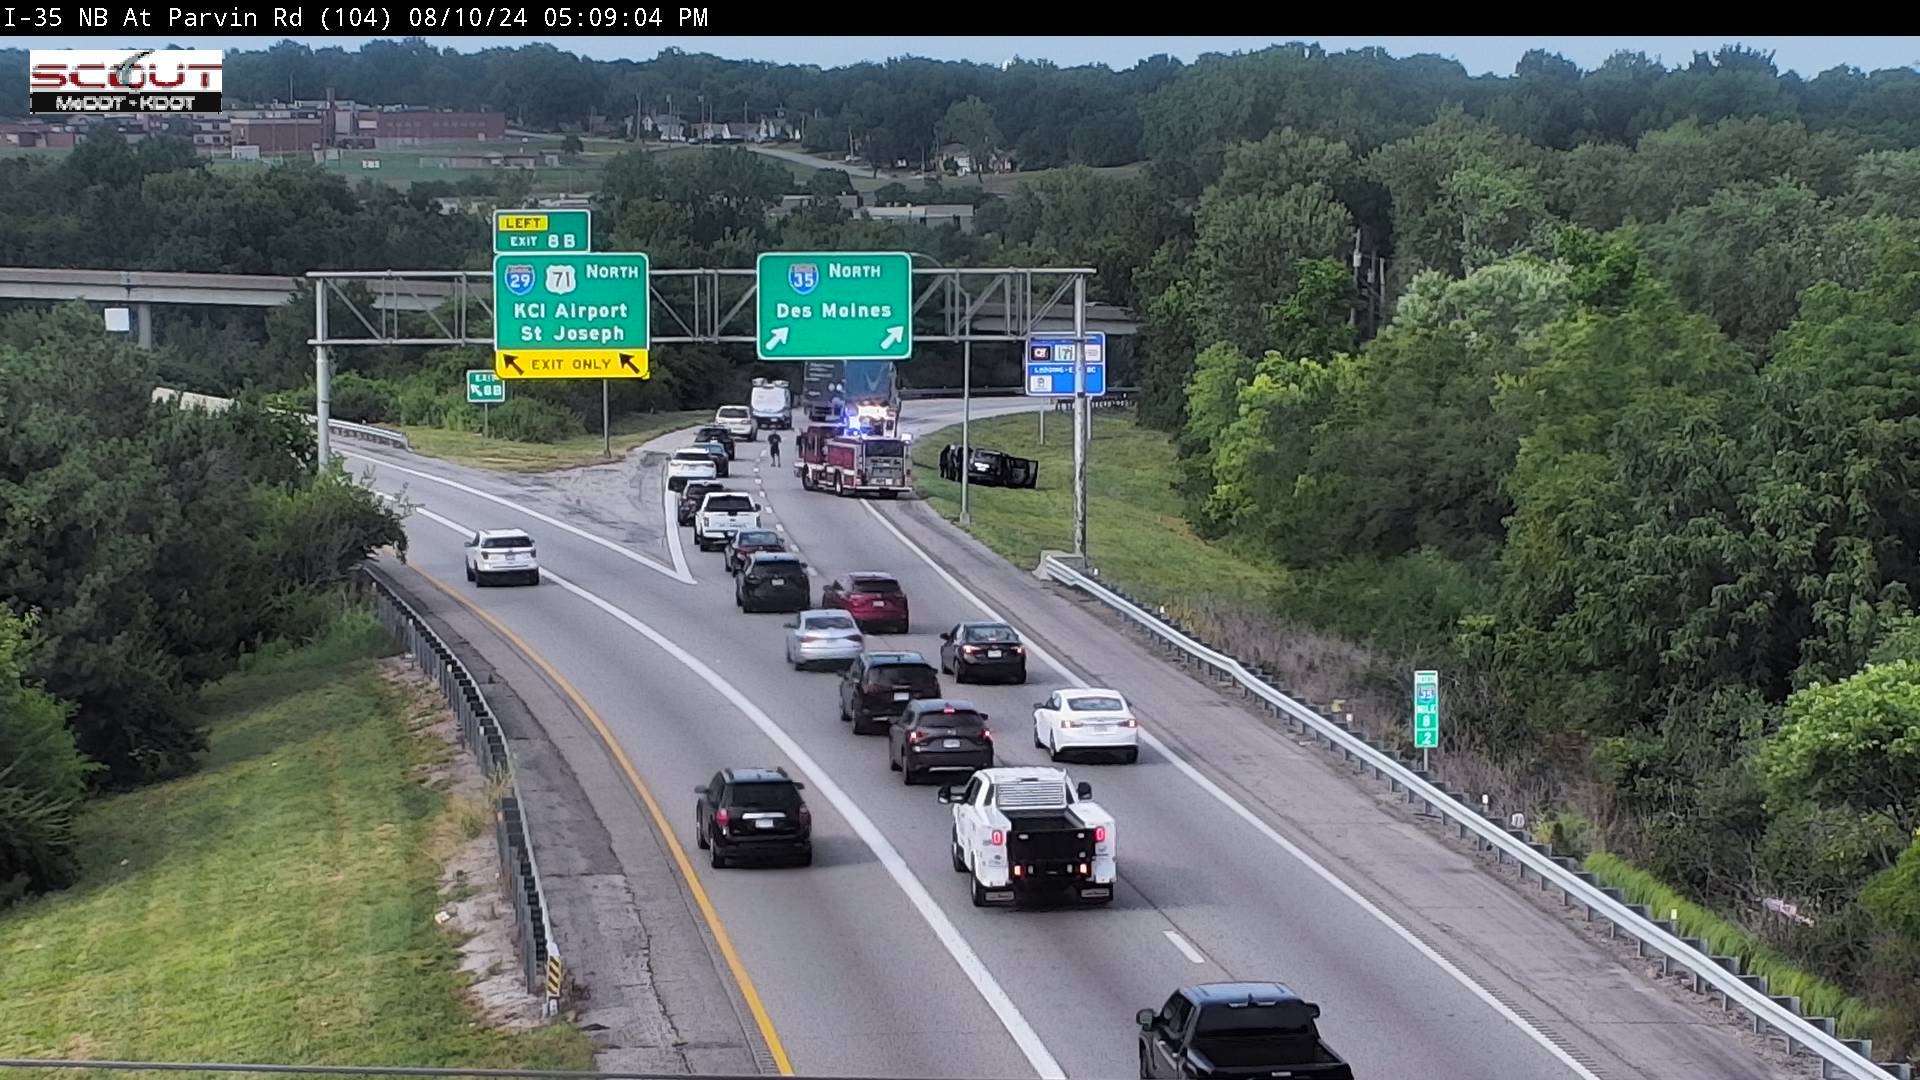 I-35 NB At Parvin Rd (104) 08/10/24 05:09:04 PM
SCOUT
MoDOT - KDOT
LEFT
EXIT 8B
29 71 NORTH
KCI Airport
St Joseph
EXIT ONLY
35 NORTH
Des Moines
EXIT
8B
35
MILE
8
2